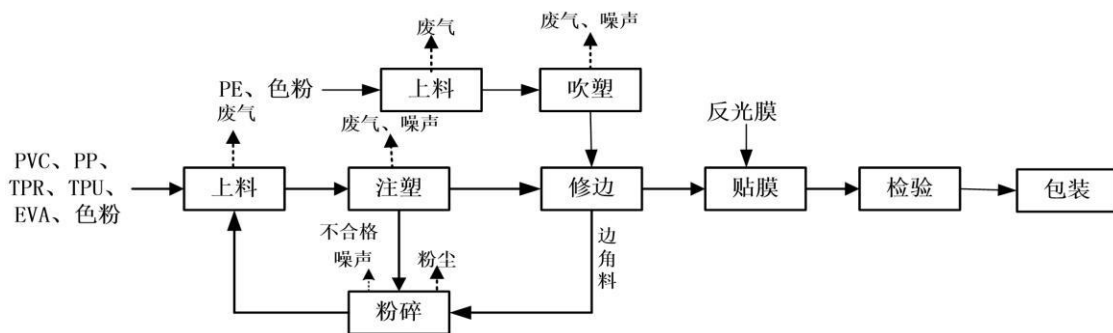 废气
废气、噪声
PE、色粉
上料
吹塑
废气
废气、噪声
反光膜
PVC、PP、
TPR、TPU、
EVA、色粉
上料
注塑
修边
贴膜
检验
包装
不合格
噪声
粉尘
边角料
粉碎